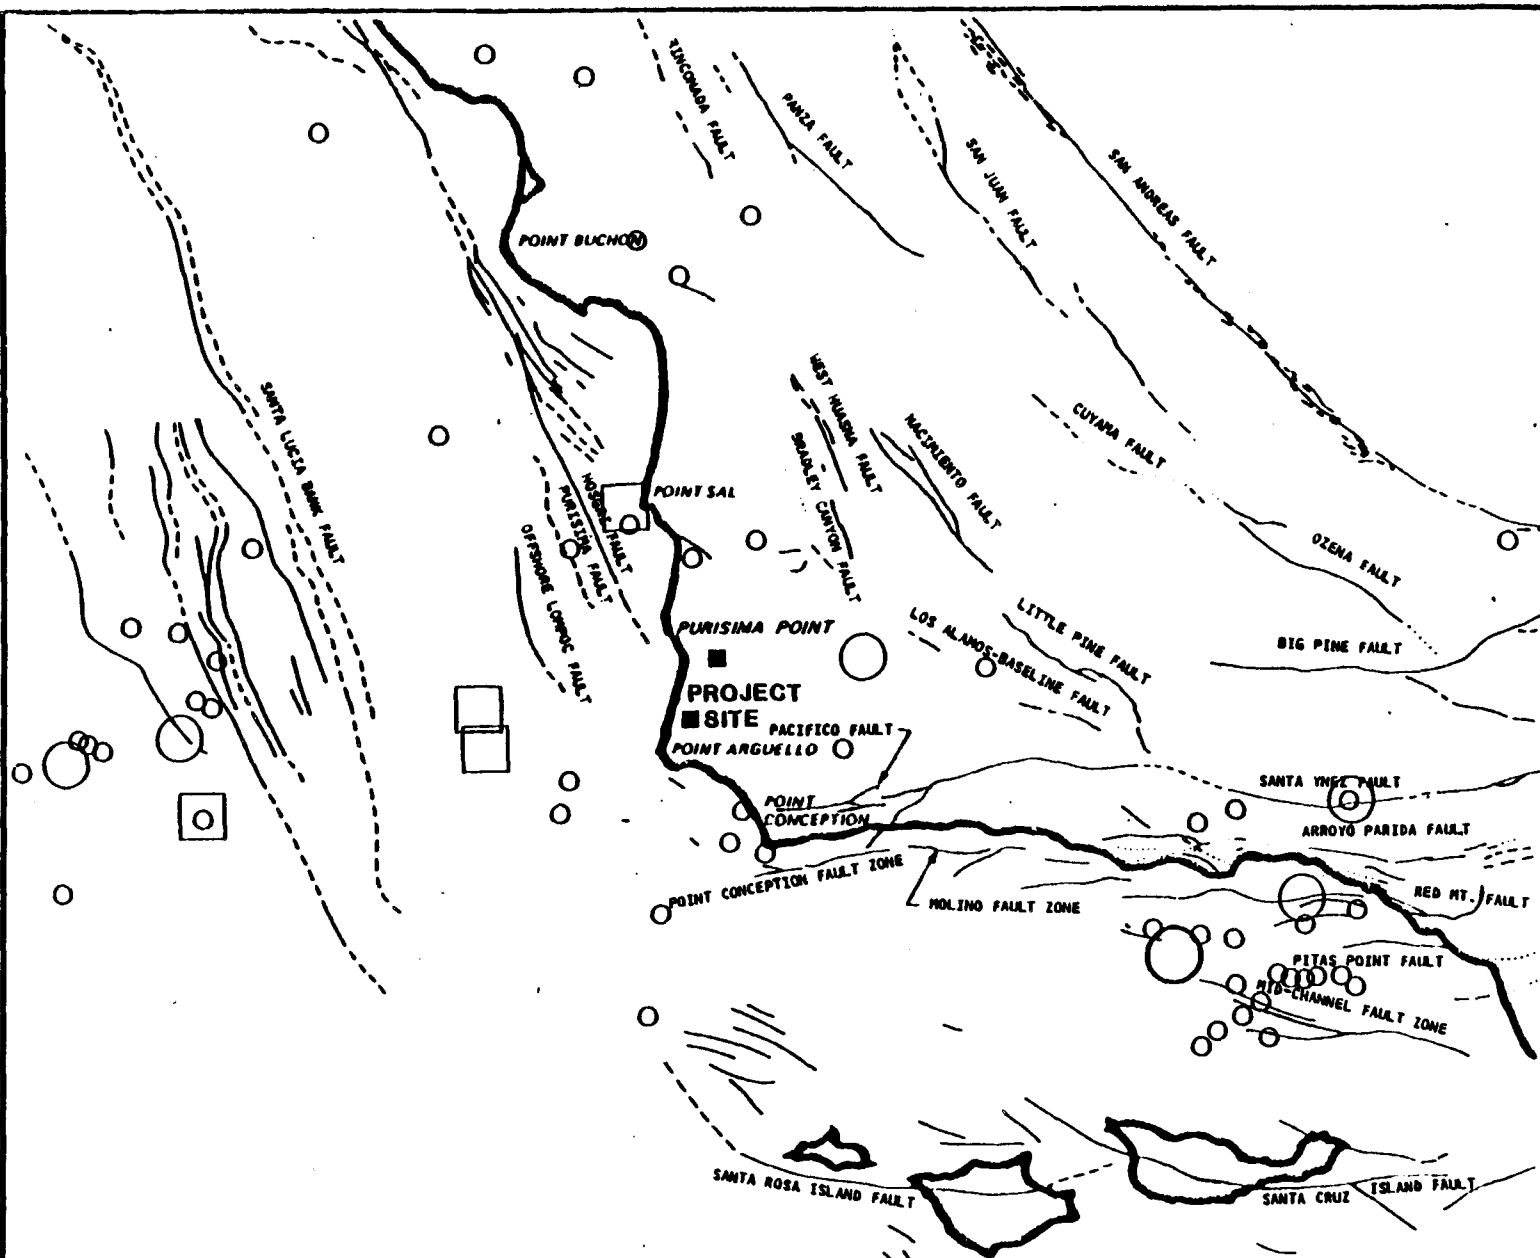 RINCONADA FAULT
PANZA FAULT
SAN JUAN FAULT
SAN ANDREAS FAULT
POINT BUCHON
SANTA LUCIA BANK FAULT
WEST HUASNA FAULT
BRADLEY CANYON FAULT
NACIMIENTO FAULT
CUYAMA FAULT
OZENA FAULT
HOSGRI FAULT
PURISIMA FAULT
OFFSHORE LOMPOC FAULT
POINT SAL
PURISIMA POINT
LOS ALAMOS-BASELINE FAULT
LITTLE PINE FAULT
BIG PINE FAULT
PROJECT
SITE
PACIFICO FAULT
POINT ARGUELLO
SANTA YNEZ FAULT
POINT
CONCEPTION
ARROYO PARIDA FAULT
POINT CONCEPTION FAULT ZONE
MOLINO FAULT ZONE
RED MT. FAULT
PITAS POINT FAULT
MID-CHANNEL FAULT ZONE
SANTA ROSA ISLAND FAULT
SANTA CRUZ ISLAND FAULT